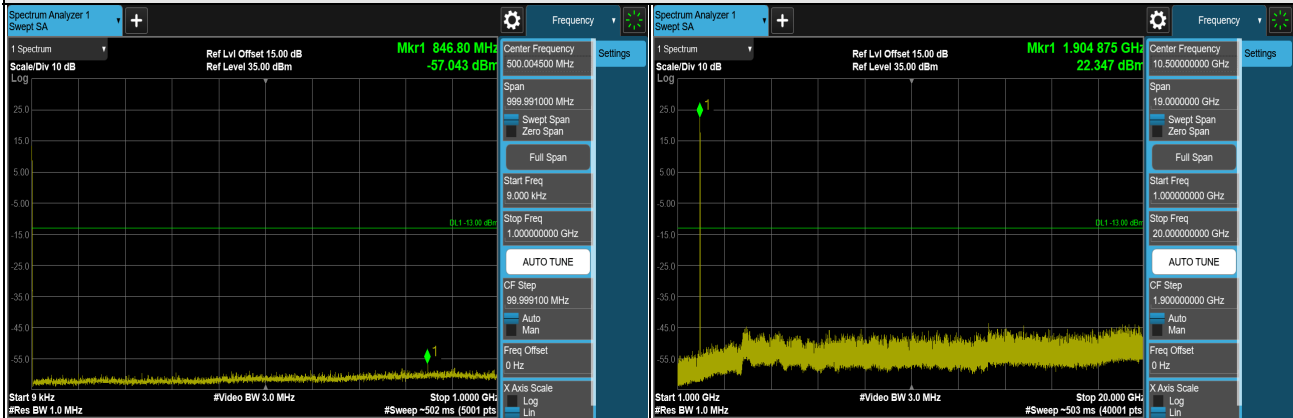 Spectrum Analyzer 1
Swept SA
+
Frequency
1 Spectrum
Scale/Div 10 dB
Log
Ref Lvl Offset 15.00 dB
Ref Level 35.00 dBm
Mkr1 846.80 MHz
-57.043 dBm
25.0
15.0
5.00
-5.00
-15.0
-25.0
-35.0
-45.0
-55.0
DL1 -13.00 dBm
1
Start 9 kHz
#Res BW 1.0 MHz
#Video BW 3.0 MHz
Stop 1.0000 GHz
#Sweep ~502 ms (5001 pts
Center Frequency
500.004500 MHz
Settings
Span
999.991000 MHz
Swept Span
Zero Span
Full Span
Start Freq
9.000 kHz
Stop Freq
1.000000000 GHz
AUTO TUNE
CF Step
99.999100 MHz
Auto
Man
Freq Offset
0 Hz
X Axis Scale
Log
Lin
Spectrum Analyzer 1
Swept SA
+
Frequency
1 Spectrum
Scale/Div 10 dB
Log
Ref Lvl Offset 15.00 dB
Ref Level 35.00 dBm
Mkr1 1.904 875 GHz
22.347 dBm
1
25.0
15.0
5.00
-5.00
-15.0
-25.0
-35.0
-45.0
-55.0
DL1 -13.00 dBm
Start 1.000 GHz
#Res BW 1.0 MHz
#Video BW 3.0 MHz
Stop 20.000 GHz
#Sweep ~503 ms (40001 pts
Center Frequency
10.500000000 GHz
Settings
Span
19.0000000 GHz
Swept Span
Zero Span
Full Span
Start Freq
1.000000000 GHz
Stop Freq
20.000000000 GHz
AUTO TUNE
CF Step
1.900000000 GHz
Auto
Man
Freq Offset
0 Hz
X Axis Scale
Log
Lin